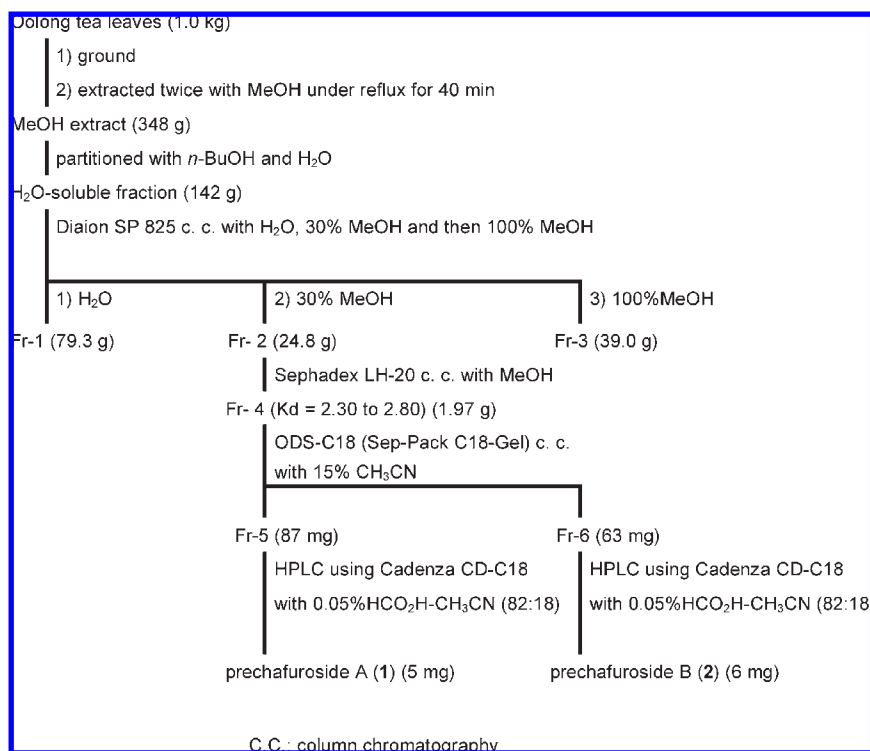 Oolong tea leaves (1.0 kg)
1) ground
2) extracted twice with MeOH under reflux for 40 min
MeOH extract (348 g)
partitioned with n-BuOH and H₂O
H₂O-soluble fraction (142 g)
Diaion SP 825 c. c. with H₂O, 30% MeOH and then 100% MeOH
1) H₂O 2) 30% MeOH 3) 100%MeOH
Fr-1 (79.3 g) Fr- 2 (24.8 g) Fr-3 (39.0 g)
Sephadex LH-20 c. c. with MeOH
Fr- 4 (Kd = 2.30 to 2.80) (1.97 g)
ODS-C18 (Sep-Pack C18-Gel) c. c.
with 15% CH₃CN
Fr-5 (87 mg) Fr-6 (63 mg)
HPLC using Cadenza CD-C18 HPLC using Cadenza CD-C18
with 0.05%HCO₂H-CH₃CN (82:18) with 0.05%HCO₂H-CH₃CN (82:18
prechafuroside A (1) (5 mg) prechafuroside B (2) (6 mg)
C.C.: column chromatography